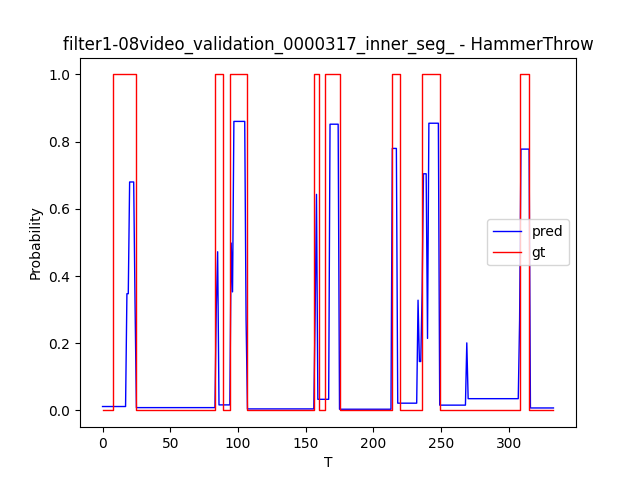 filter1-08video_validation_0000317_inner_seg_ - HammerThrow
1.0
0.8
0.6
0.4
0.2
0.0
Probability
pred
gt
0 50 100 150 200 250 300
T